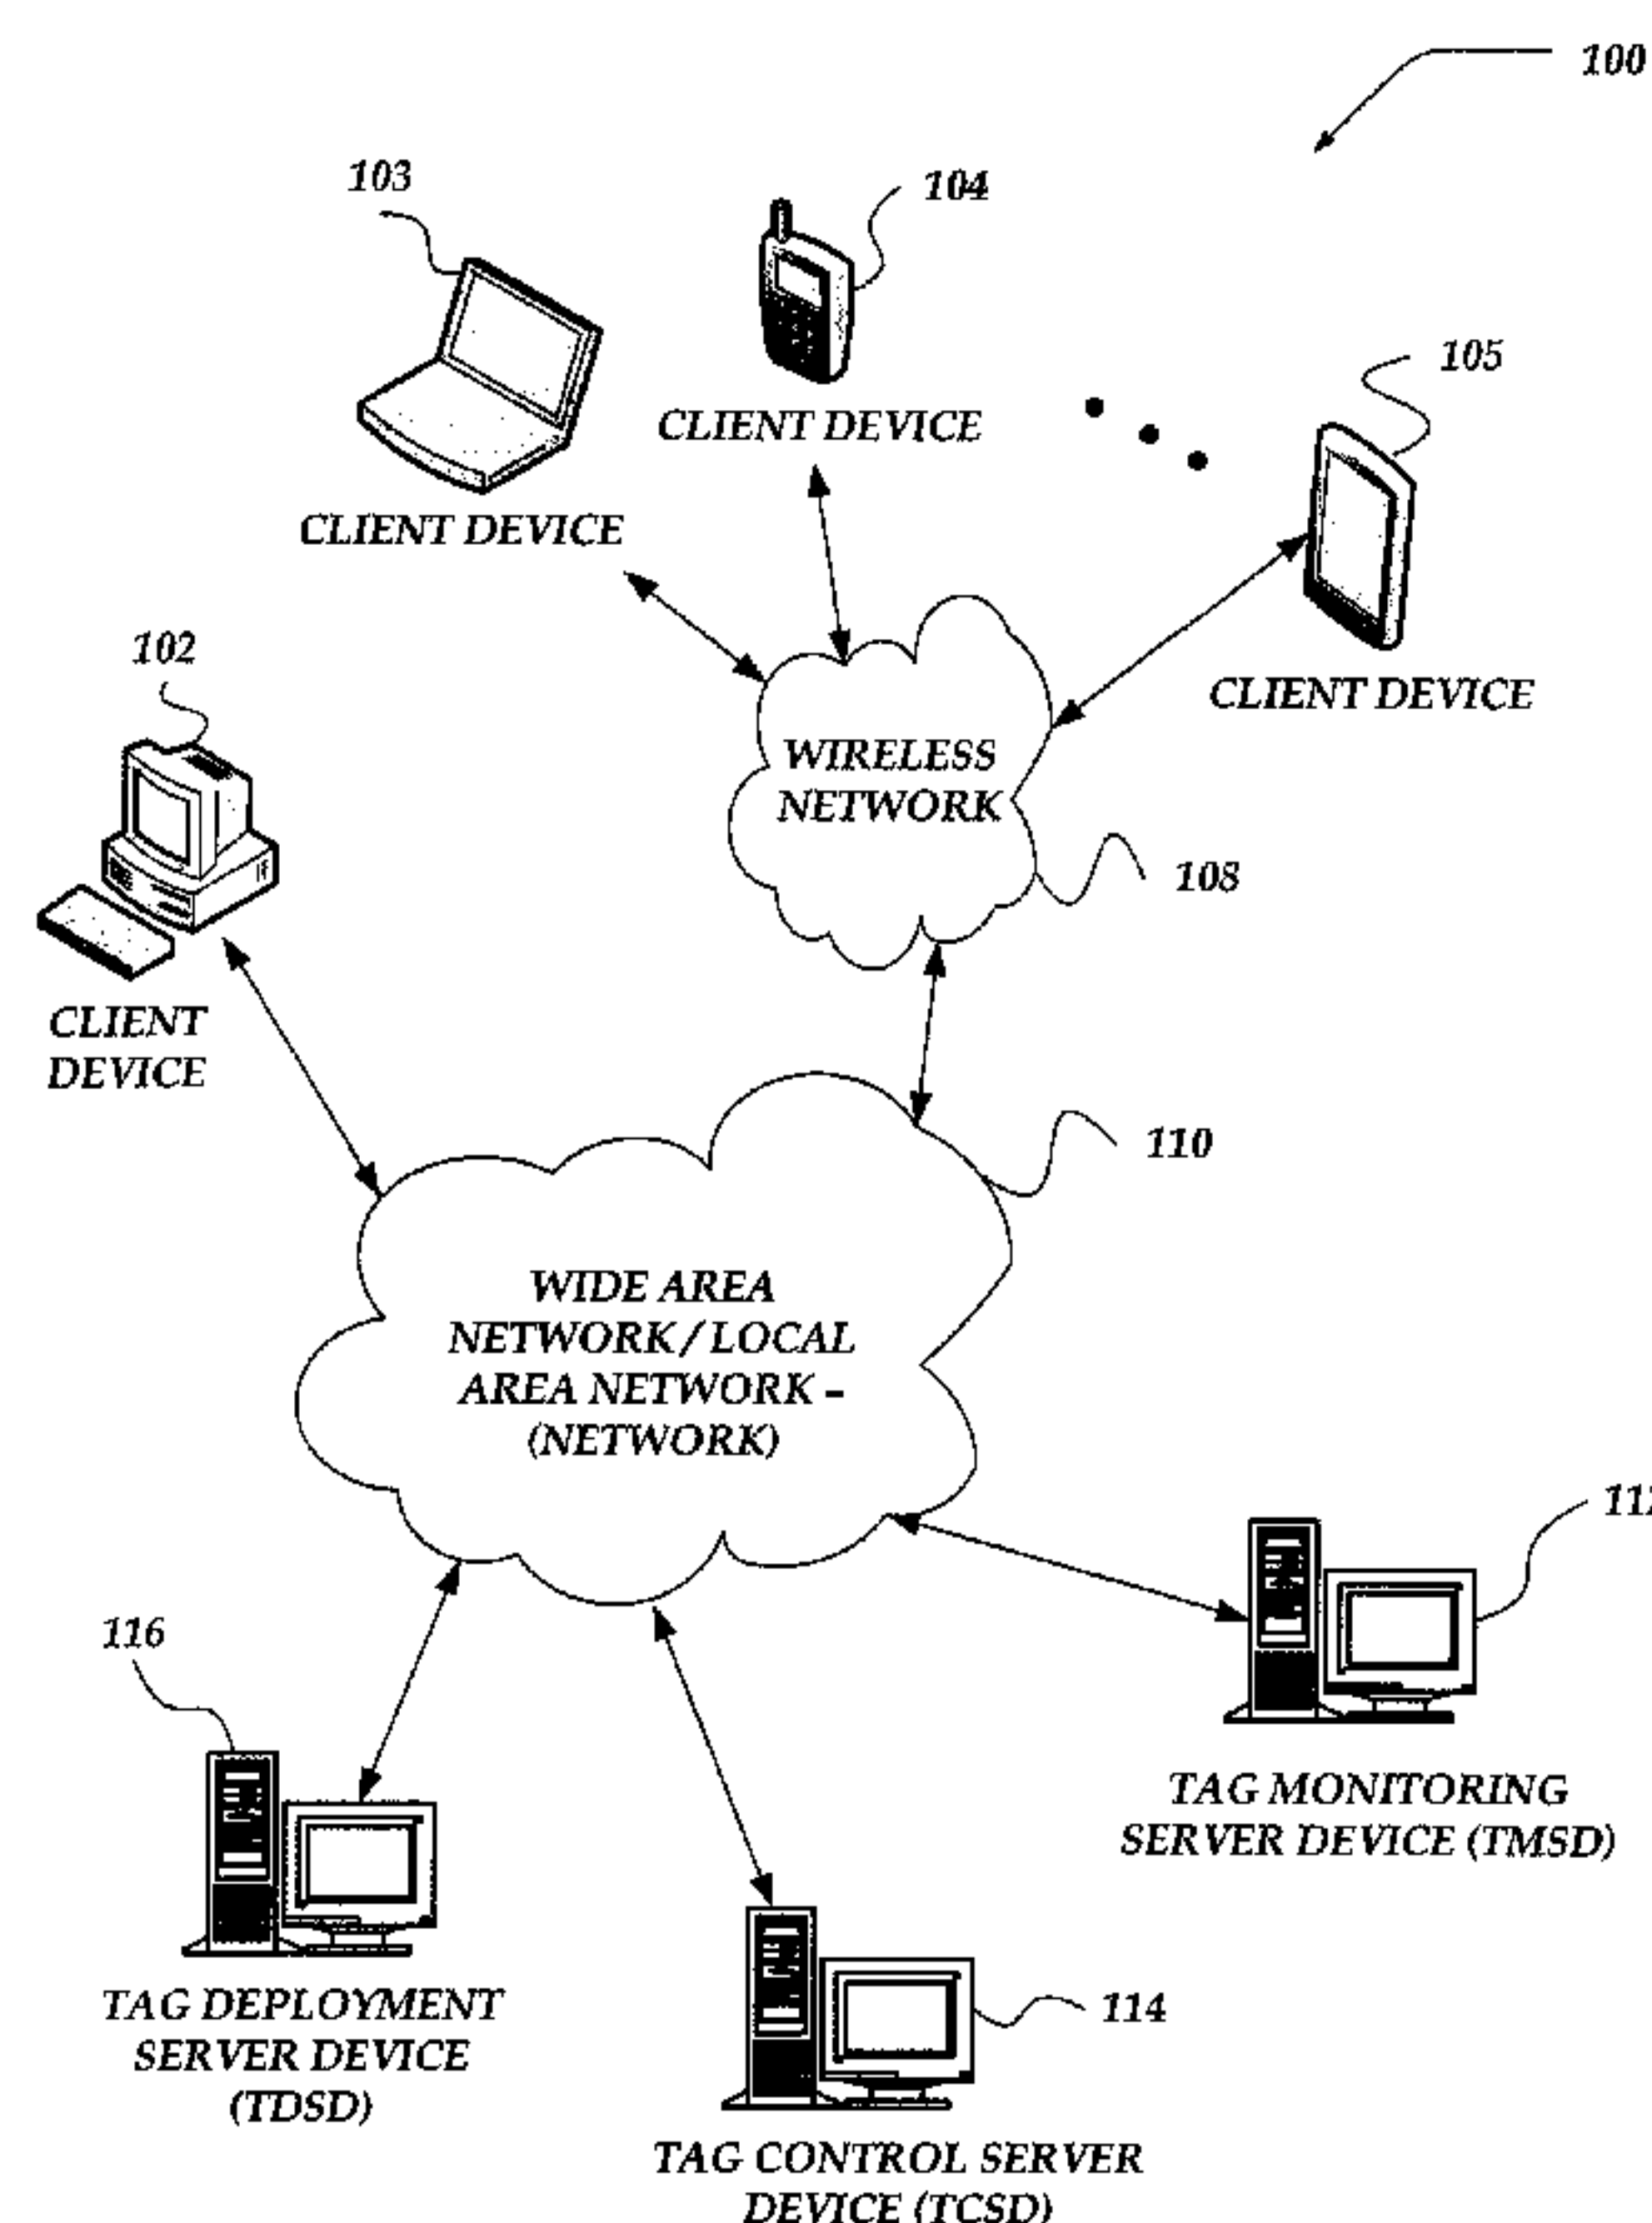 100
103
104
105
CLIENT DEVICE
CLIENT DEVICE
102
CLIENT DEVICE
WIRELESS
NETWORK
108
CLIENT
DEVICE
110
WIDE AREA
NETWORK / LOCAL
AREA NETWORK –
(NETWORK)
116
TAG MONITORING
SERVER DEVICE (TMSD)
TAG DEPLOYMENT
SERVER DEVICE
(TDSD)
114
TAG CONTROL SERVER
DEVICE (TCSD)